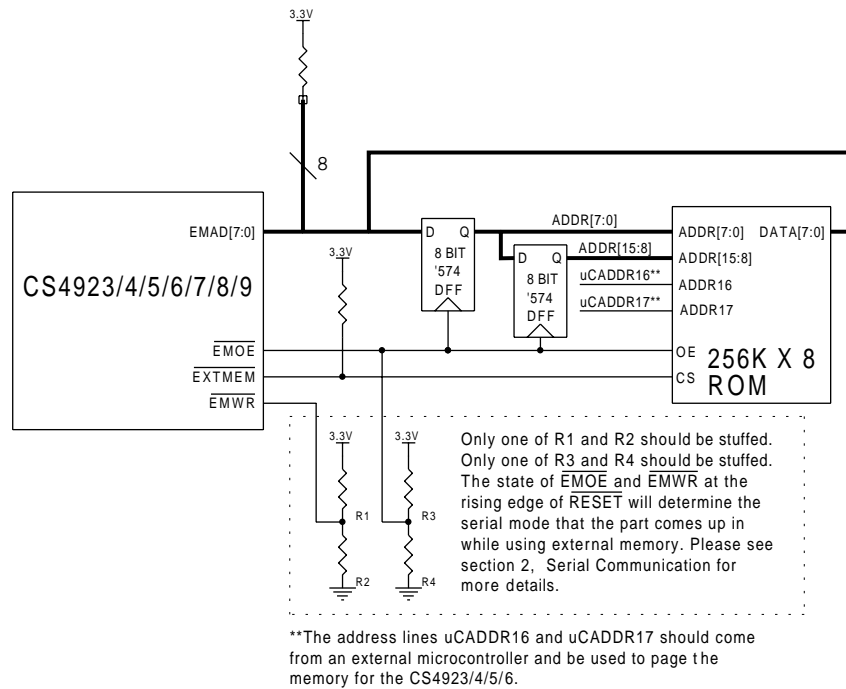 3.3V
8
EMAD[7:0]
D Q
8 BIT
'574
DFF
ADDR[7:0]
ADDR[15:8]
D Q
8 BIT
'574
DFF
uCADDR16**
uCADDR17**
ADDR[7:0] DATA[7:0]
ADDR[15:8]
ADDR16
ADDR17
3.3V
CS4923/4/5/6/7/8/9
EMOE
EXTMEM
EMWR
OE
CS
256K X 8
ROM
3.3V
3.3V
R1
R3
R2
R4
Only one of R1 and R2 should be stuffed.
Only one of R3 and R4 should be stuffed.
The state of EMOE and EMWR at the
rising edge of RESET will determine the
serial mode that the part comes up in
while using external memory. Please see
section 2, Serial Communication for
more details.
**The address lines uCADDR16 and uCADDR17 should come
from an external microcontroller and be used to page the
memory for the CS4923/4/5/6.